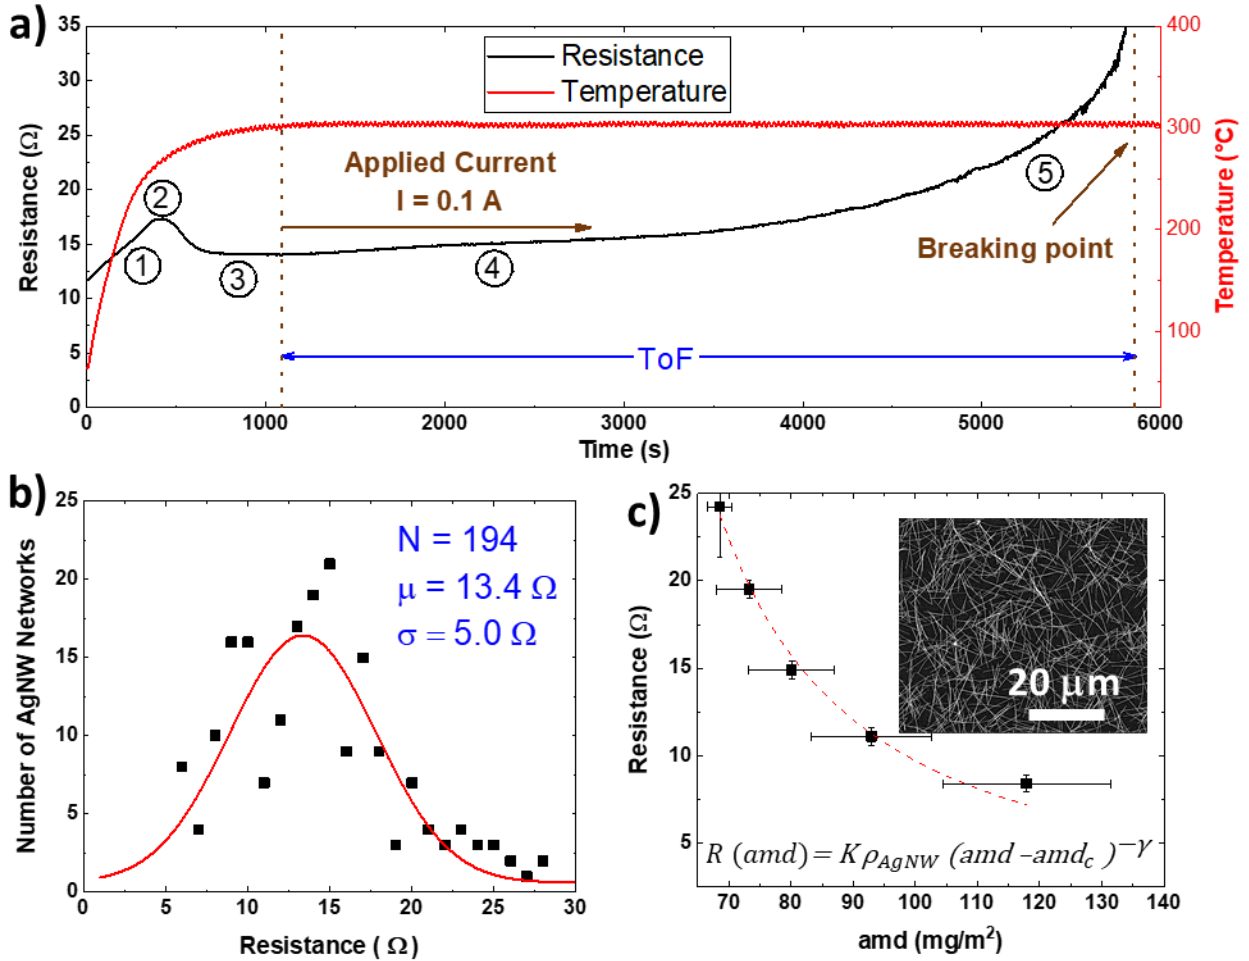 a)
35
30
25
20
15
10
5
0
Resistance (Ω)
Resistance
Temperature
Applied Current
I = 0.1 A
1
2
3
4
5
Breaking point
ToF
400
300
200
100
Temperature (°C)
0 1000 2000 3000 4000 5000 6000
Time (s)
b)
25
20
15
10
5
0
Number of AgNW Networks
N = 194
μ = 13.4 Ω
σ = 5.0 Ω
0 5 10 15 20 25 30
Resistance ( Ω)
c)
25
20
15
10
5
Resistance (Ω)
20 μm
R (amd) = Kρ_AgNW (amd –amd_c )^–γ
70 80 90 100 110 120 130 140
amd (mg/m²)